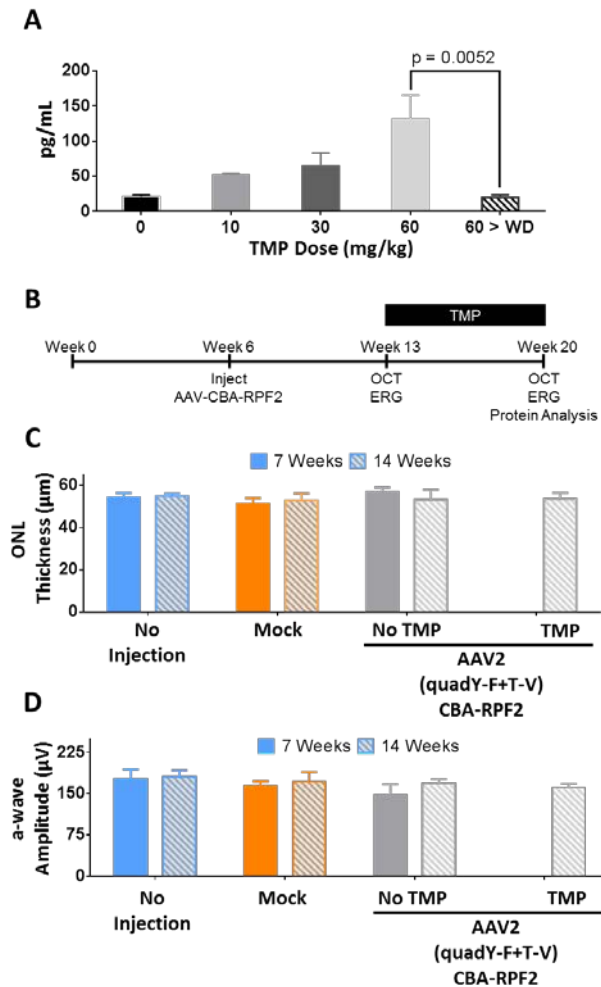 A
p = 0.0052
200
150
100
50
0
pg/mL
0 10 30 60 60 > WD
TMP Dose (mg/kg)
B
TMP
Week 0 Week 6 Week 13 Week 20
Inject OCT OCT
AAV-CBA-RPF2 ERG ERG
Protein Analysis
C
7 Weeks 14 Weeks
60
40
20
0
ONL
Thickness (µm)
No Mock No TMP TMP
Injection
AAV2
(quadY-F+T-V)
CBA-RPF2
D
7 Weeks 14 Weeks
225
150
75
0
a-wave
Amplitude (µV)
No Mock No TMP TMP
Injection
AAV2
(quadY-F+T-V)
CBA-RPF2